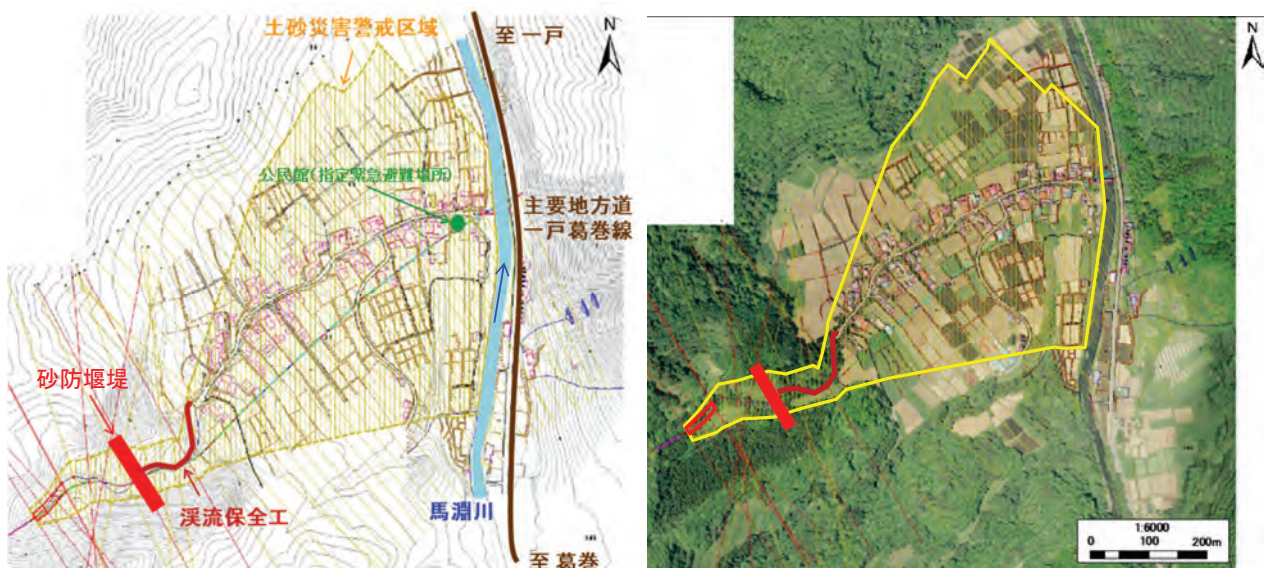 土砂災害警戒区域
至 一戸
N
公民館(指定緊急避難場所)
主要地方道
一戸葛巻線
砂防堰堤
渓流保全工
馬淵川
至 葛巻
N
1:6000
0 100 200m